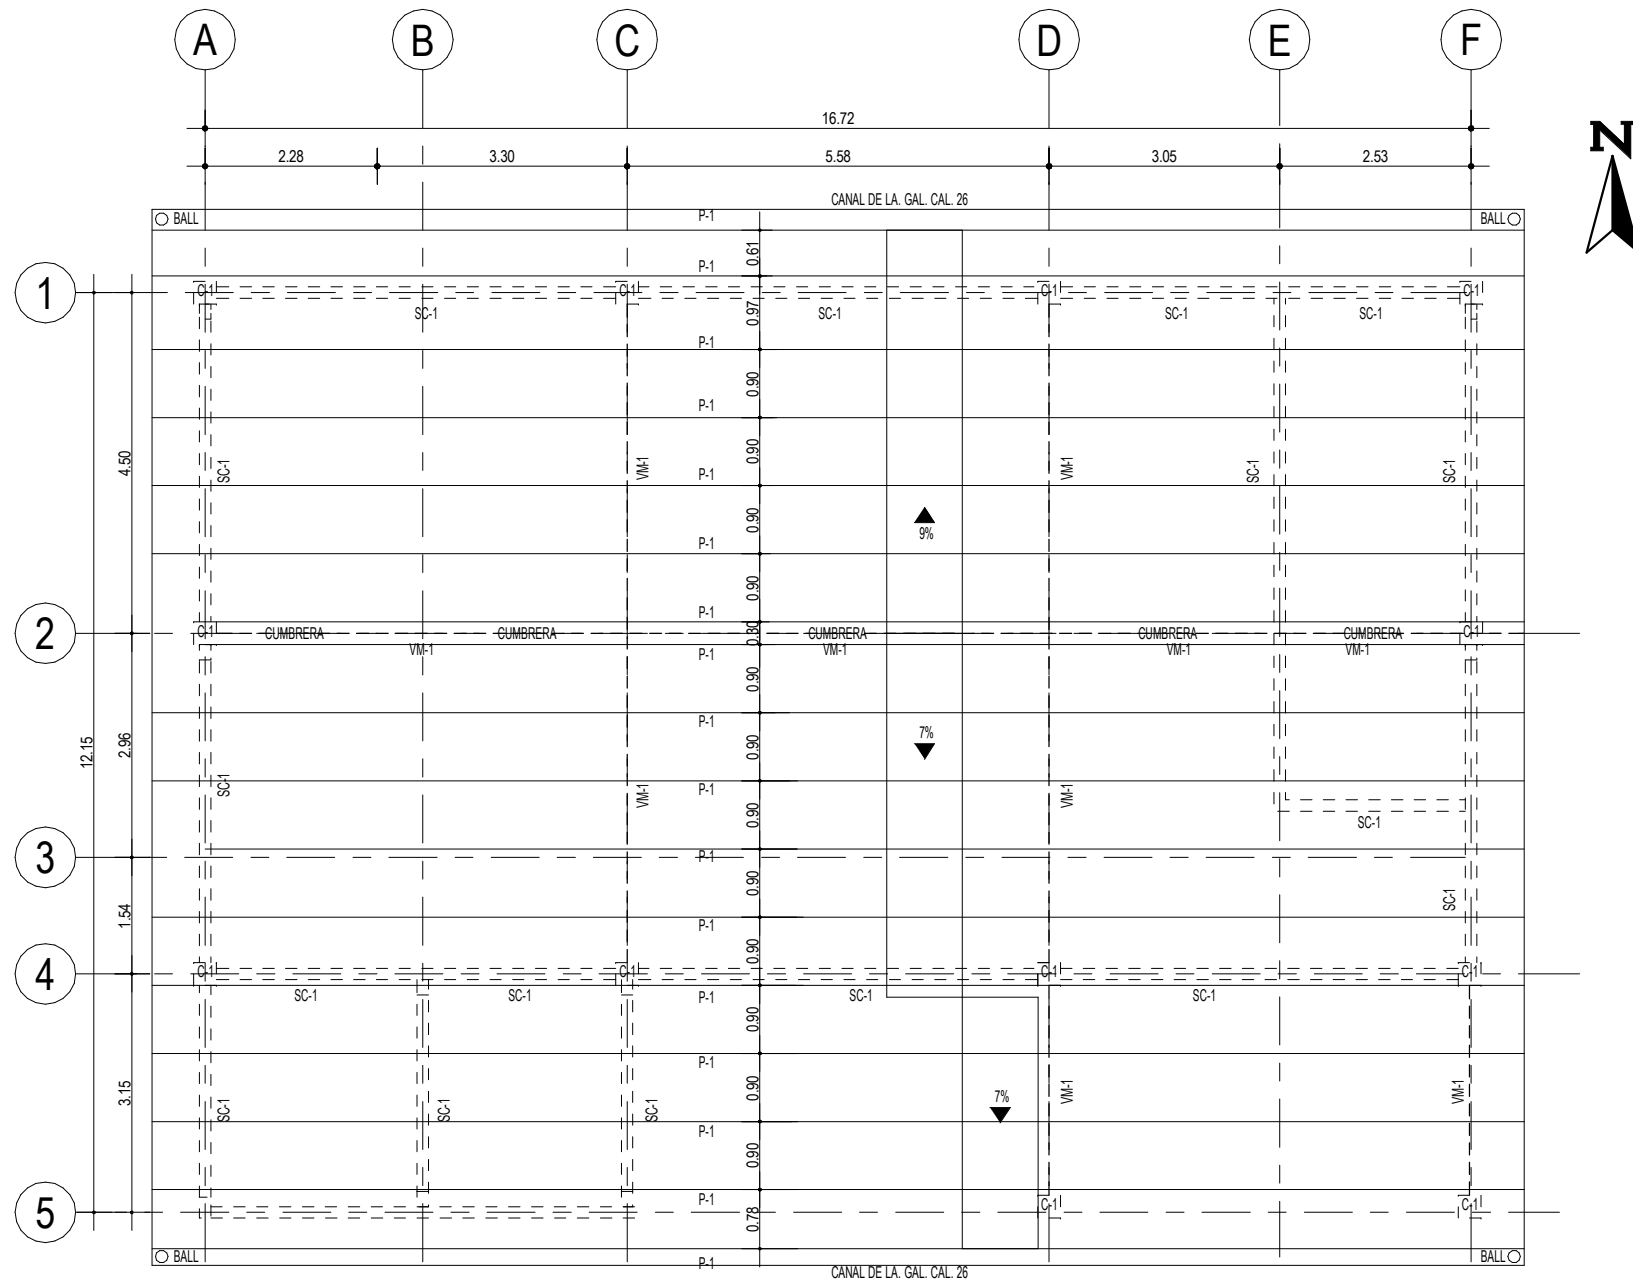 A B C D E F
16.72
2.28 3.30 5.58 3.05 2.53
N
CANAL DE LA. GAL. CAL. 26
BALL P-1 BALL
0.61
P-1
1 C-1 C-1 C-1 C-1
0.97
SC-1 SC-1 SC-1 SC-1
P-1
0.90
P-1
4.50 SC-1 VM-1 0.90 VM-1 SC-1 SC-1
P-1
0.90
9%
P-1
0.90
P-1
2 C-1 CUMBRERA CUMBRERA 0.30 CUMBRERA CUMBRERA CUMBRERA C-1
VM-1 VM-1 VM-1 VM-1
P-1
0.90
P-1
7%
12.15 2.96 0.90
SC-1 VM-1 P-1 VM-1
0.90
SC-1
3 P-1
0.90
1.54 SC-1
P-1
0.90
4 C-1 C-1 C-1 C-1
SC-1 SC-1 P-1 SC-1 SC-1
0.90
P-1
3.15 0.90 7% VM-1 VM-1
SC-1 SC-1 SC-1
P-1
0.90
P-1
C-1 C-1
5 0.78
BALL P-1 BALL
CANAL DE LA. GAL. CAL. 26